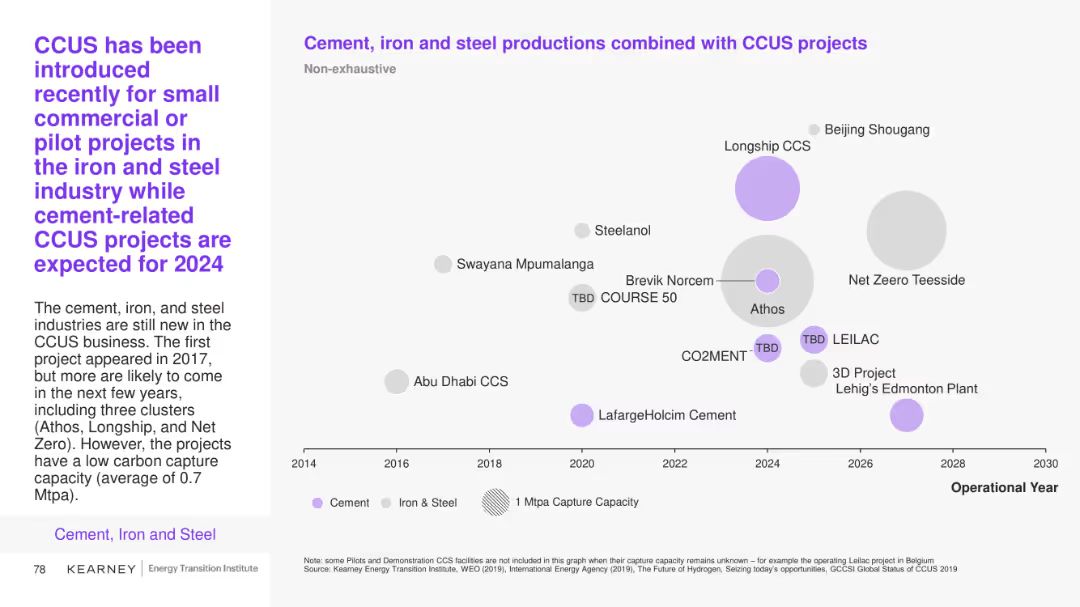 CCUS has been
introduced
recently for small
commercial or
pilot projects in
the iron and steel
industry while
cement-related
CCUS projects are
expected for 2024
The cement, iron, and steel
industries are still new in the
CCUS business. The first
project appeared in 2017,
but more are likely to come
in the next few years,
including three clusters
(Athos, Longship, and Net
Zero). However, the projects
have a low carbon capture
capacity (average of 0.7
Mtpa).
Cement, Iron and Steel
78 KEARNEY Energy Transition Institute
Cement, iron and steel productions combined with CCUS projects
Non-exhaustive
Beijing Shougang
Longship CCS
Steelanol
Swayana Mpumalanga
Brevik Norcem
Net Zeero Teesside
TBD COURSE 50
Athos
TBD LEILAC
CO2MENT TBD
3D Project
Abu Dhabi CCS
Lehig's Edmonton Plant
LafargeHolcim Cement
2014 2016 2018 2020 2022 2024 2026 2028 2030
Operational Year
Cement Iron & Steel 1 Mtpa Capture Capacity
Note: some Pilots and Demonstration CCS facilities are not included in this graph when their capture capacity remains unknown – for example the operating Leilac project in Belgium
Source: Kearney Energy Transition Institute, WEO (2019), International Energy Agency (2019), The Future of Hydrogen, Seizing today's opportunities, GCCSI Global Status of CCUS 2019